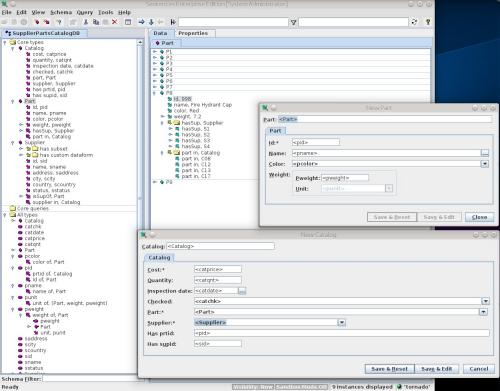 Sentences Enterprise Edition [System Administrator]
File Edit View Schema Query Tools Window Help
SupplierPartsCatalogDB
Core types
Catalog
cost, catprice
quantity, catqnt
inspection date, catdate
checked, catchk
part, Part
supplier, Supplier
has prtid, pid
has supid, sid
Part
id, pid
name, pname
color, pcolor
weight, pweight
hasSup, Supplier
part in, Catalog
Supplier
has subset
has custom dataform
id, sid
name, sname
address, saddress
city, scity
country, scountry
status, sstatus
isSupOf, Part
supplier in, Catalog
Core queries
All types
Catalog
catchk
catdate
catprice
catqnt
Part
pcolor
color of, Part
pid
prtid of, Catalog
id of, Part
pname
name of, Part
punit
unit of, (Part, weight, pweight)
pweight
weight of, Part
pweight
Part
unit, punit
saddress
scity
scountry
sid
sname
sstatus
Schema Filter:
Ready
Data Properties
Part
P1
P2
P3
P4
P5
P6
P7
P8
id, 998
name, Fire Hydrant Cap
color, Red
weight, 7.2
hasSup, Supplier
hasSup, S1
hasSup, S2
hasSup, S3
hasSup, S4
part in, Catalog
part in, C08
part in, C12
part in, C13
part in, C17
P9
New Part
Part: <Part>
Part
Id:* <pid>
Name: <pname>
Color: <pcolor>
Weight:
Pweight: <pweight>
Unit: <punit>
Save & Reset Save & Edit Close
New Catalog
Catalog: <Catalog>
Catalog
Cost:* <catprice>
Quantity: <catqnt>
Inspection date: <catdate>
Checked: <catchk>
Part:* <Part>
Supplier:* <Supplier>
Has prtid: <pid>
Has supid: <sid>
Save & Reset Save & Edit Cancel
Visibility: Now Sandbox Mode Off 9 instances displayed "tornado"